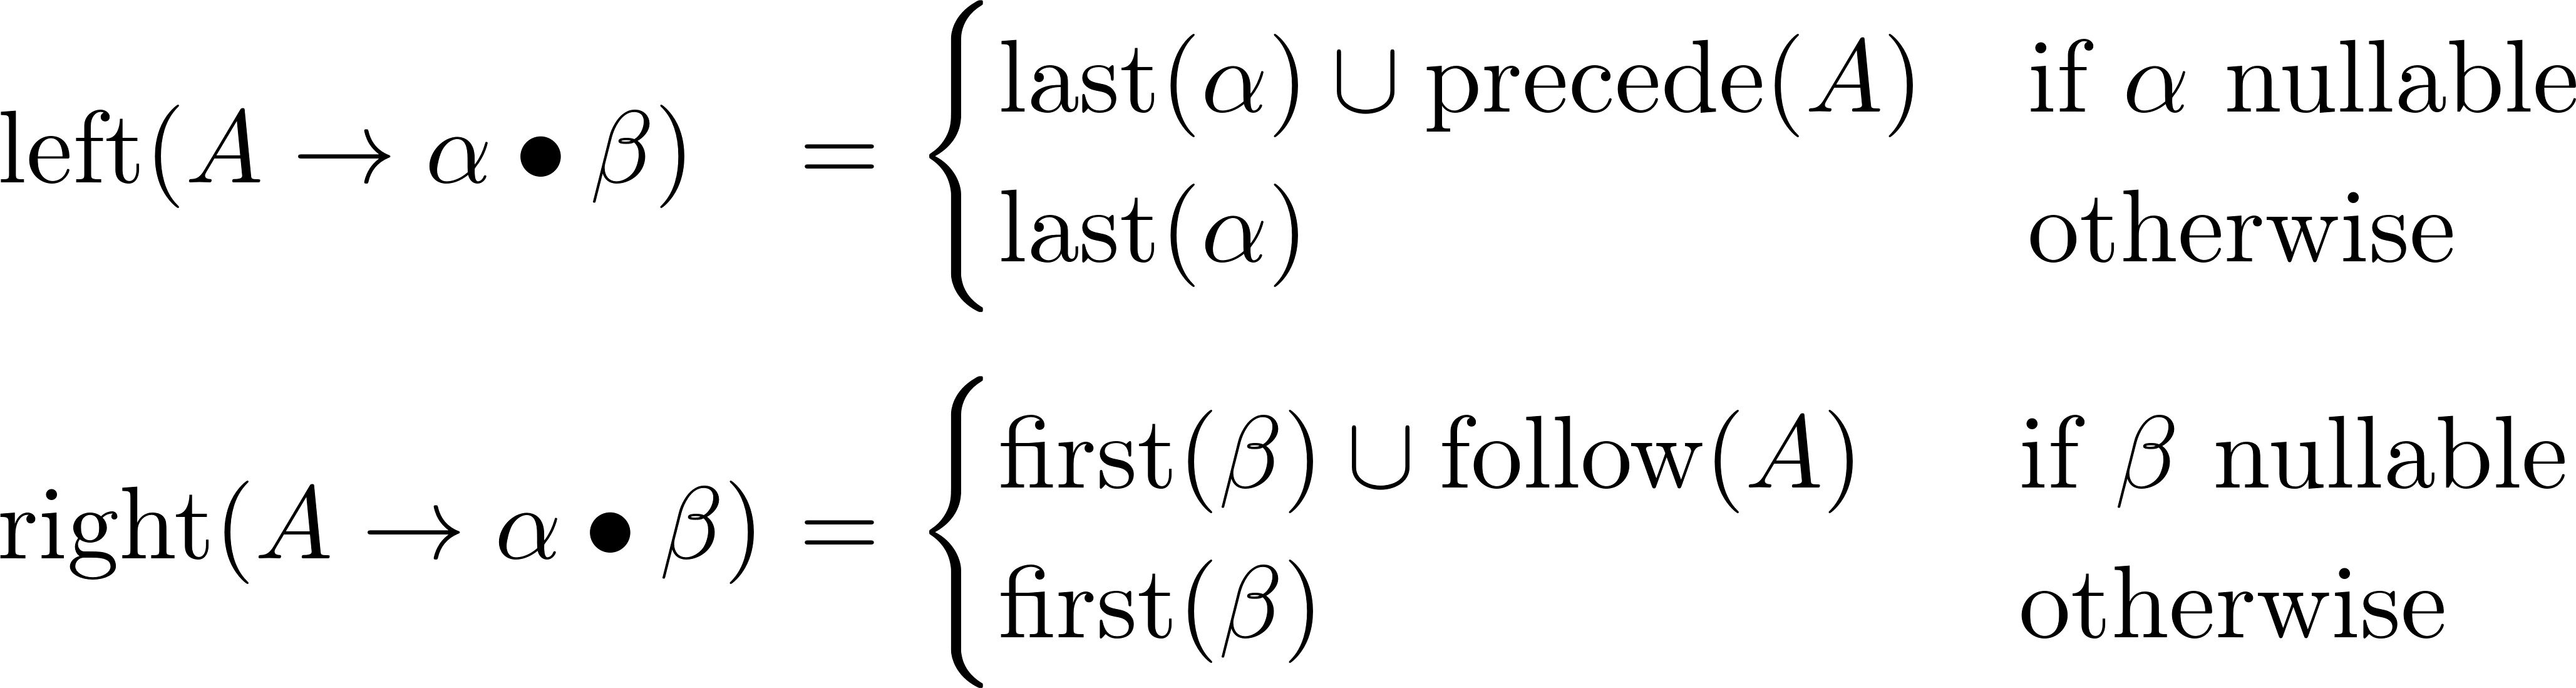 left(A → α • β) = { last(α) ∪ precede(A) if α nullable
last(α) otherwise
right(A → α • β) = { first(β) ∪ follow(A) if β nullable
first(β) otherwise